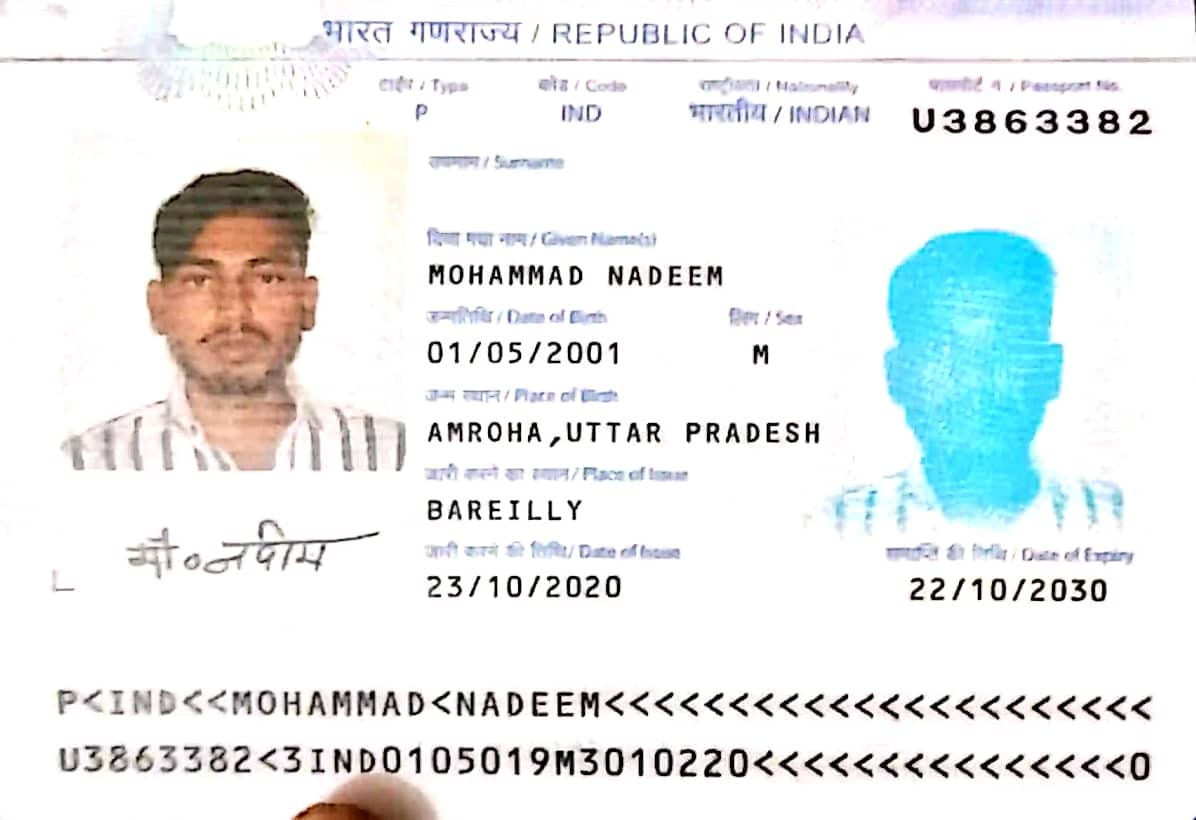 भारत गणराज्य / REPUBLIC OF INDIA
टाईप / Type कोड / Code राष्ट्रीयता / Nationality पासपोर्ट न. / Passport No.
P IND भारतीय / INDIAN U3863382
उपनाम / Surname
दिया गया नाम / Given Name(s)
MOHAMMAD NADEEM
जन्मतिथि / Date of Birth लिंग / Sex
01/05/2001 M
जन्म स्थान / Place of Birth
AMROHA,UTTAR PRADESH
जारी करने का स्थान / Place of Issue
BAREILLY
जारी करने की तिथि / Date of Issue समाप्ति की तिथि / Date of Expiry
23/10/2020 22/10/2030
मौ०नदीम
P<IND<<MOHAMMAD<NADEEM<<<<<<<<<<<<<<<<<<<<<<
U3863382<3IND0105019M3010220<<<<<<<<<<<<<<<0